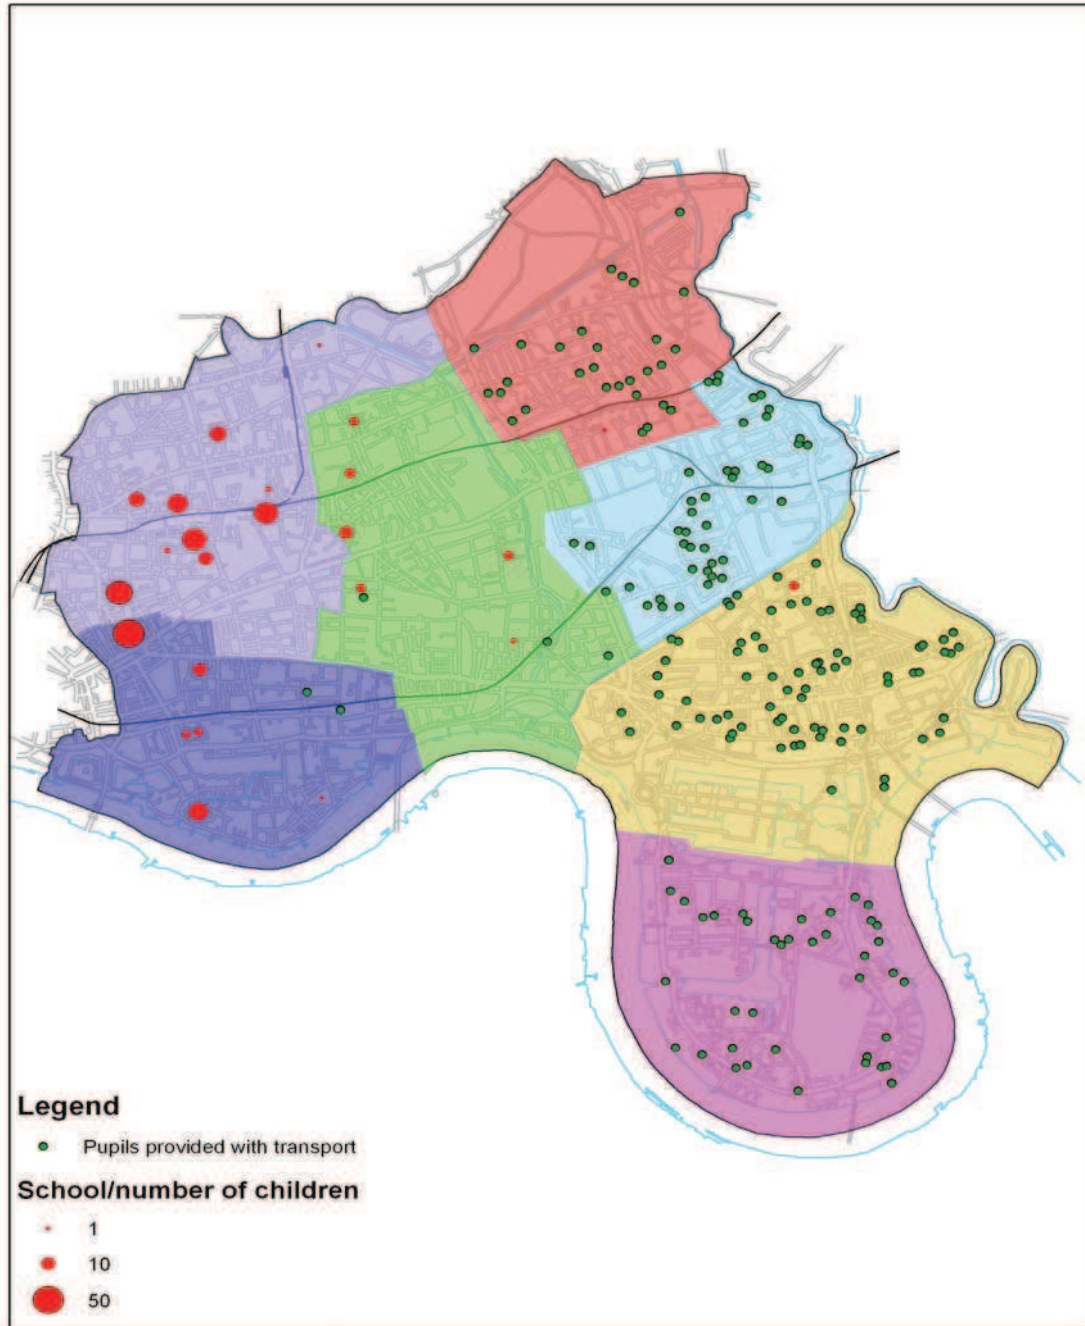 Legend
Pupils provided with transport
School/number of children
1
10
50